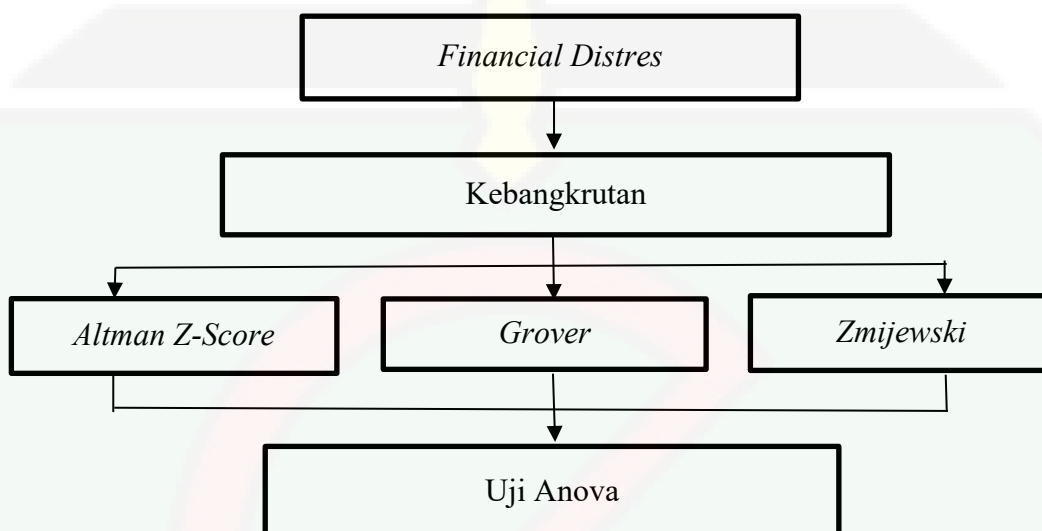 Financial Distres
Kebangkrutan
Altman Z-Score
Grover
Zmijewski
Uji Anova